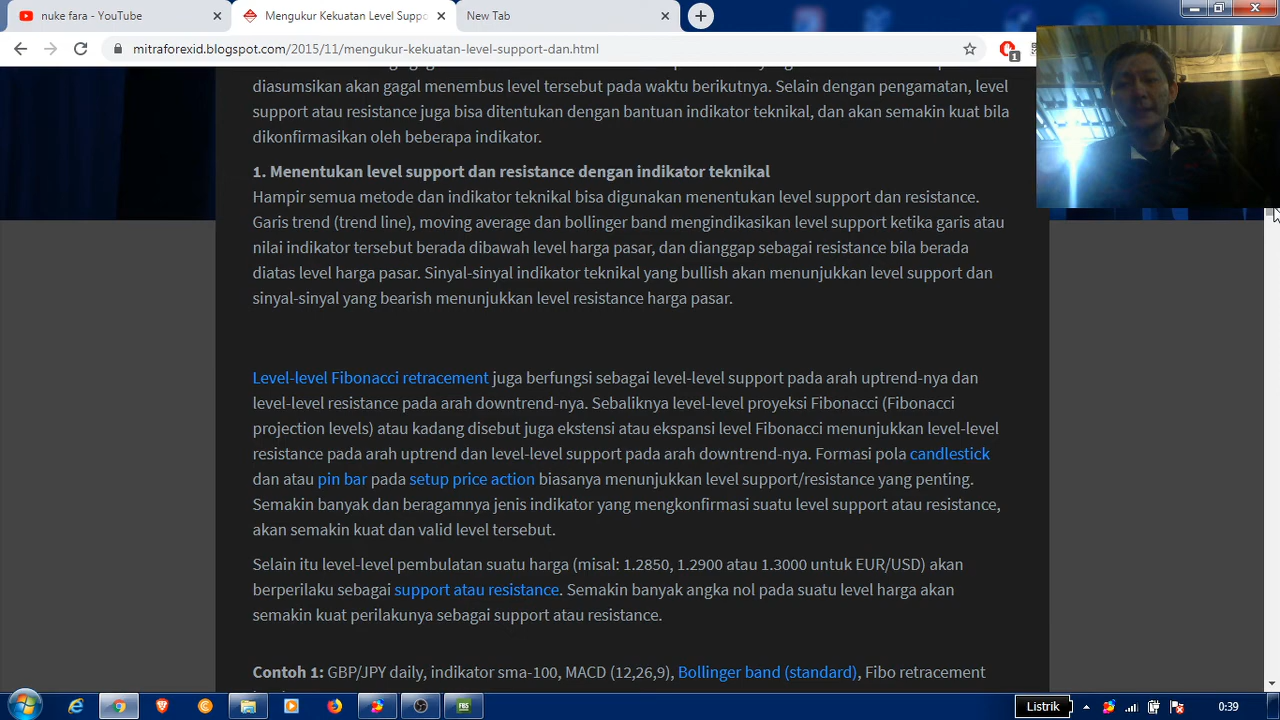 nuke fara - YouTube
Mengukur Kekuatan Level Suppo
New Tab
mitraforexid.blogspot.com/2015/11/mengukur-kekuatan-level-support-dan.html
1
diasumsikan akan gagal menembus level tersebut pada waktu berikutnya. Selain dengan pengamatan, level
support atau resistance juga bisa ditentukan dengan bantuan indikator teknikal, dan akan semakin kuat bila
dikonfirmasikan oleh beberapa indikator.
1. Menentukan level support dan resistance dengan indikator teknikal
Hampir semua metode dan indikator teknikal bisa digunakan menentukan level support dan resistance.
Garis trend (trend line), moving average dan bollinger band mengindikasikan level support ketika garis atau
nilai indikator tersebut berada dibawah level harga pasar, dan dianggap sebagai resistance bila berada
diatas level harga pasar. Sinyal-sinyal indikator teknikal yang bullish akan menunjukkan level support dan
sinyal-sinyal yang bearish menunjukkan level resistance harga pasar.
Level-level Fibonacci retracement juga berfungsi sebagai level-level support pada arah uptrend-nya dan
level-level resistance pada arah downtrend-nya. Sebaliknya level-level proyeksi Fibonacci (Fibonacci
projection levels) atau kadang disebut juga ekstensi atau ekspansi level Fibonacci menunjukkan level-level
resistance pada arah uptrend dan level-level support pada arah downtrend-nya. Formasi pola candlestick
dan atau pin bar pada setup price action biasanya menunjukkan level support/resistance yang penting.
Semakin banyak dan beragamnya jenis indikator yang mengkonfirmasi suatu level support atau resistance,
akan semakin kuat dan valid level tersebut.
Selain itu level-level pembulatan suatu harga (misal: 1.2850, 1.2900 atau 1.3000 untuk EUR/USD) akan
berperilaku sebagai support atau resistance. Semakin banyak angka nol pada suatu level harga akan
semakin kuat perilakunya sebagai support atau resistance.
Contoh 1: GBP/JPY daily, indikator sma-100, MACD (12,26,9), Bollinger band (standard), Fibo retracement
FBS
Listrik
0:39